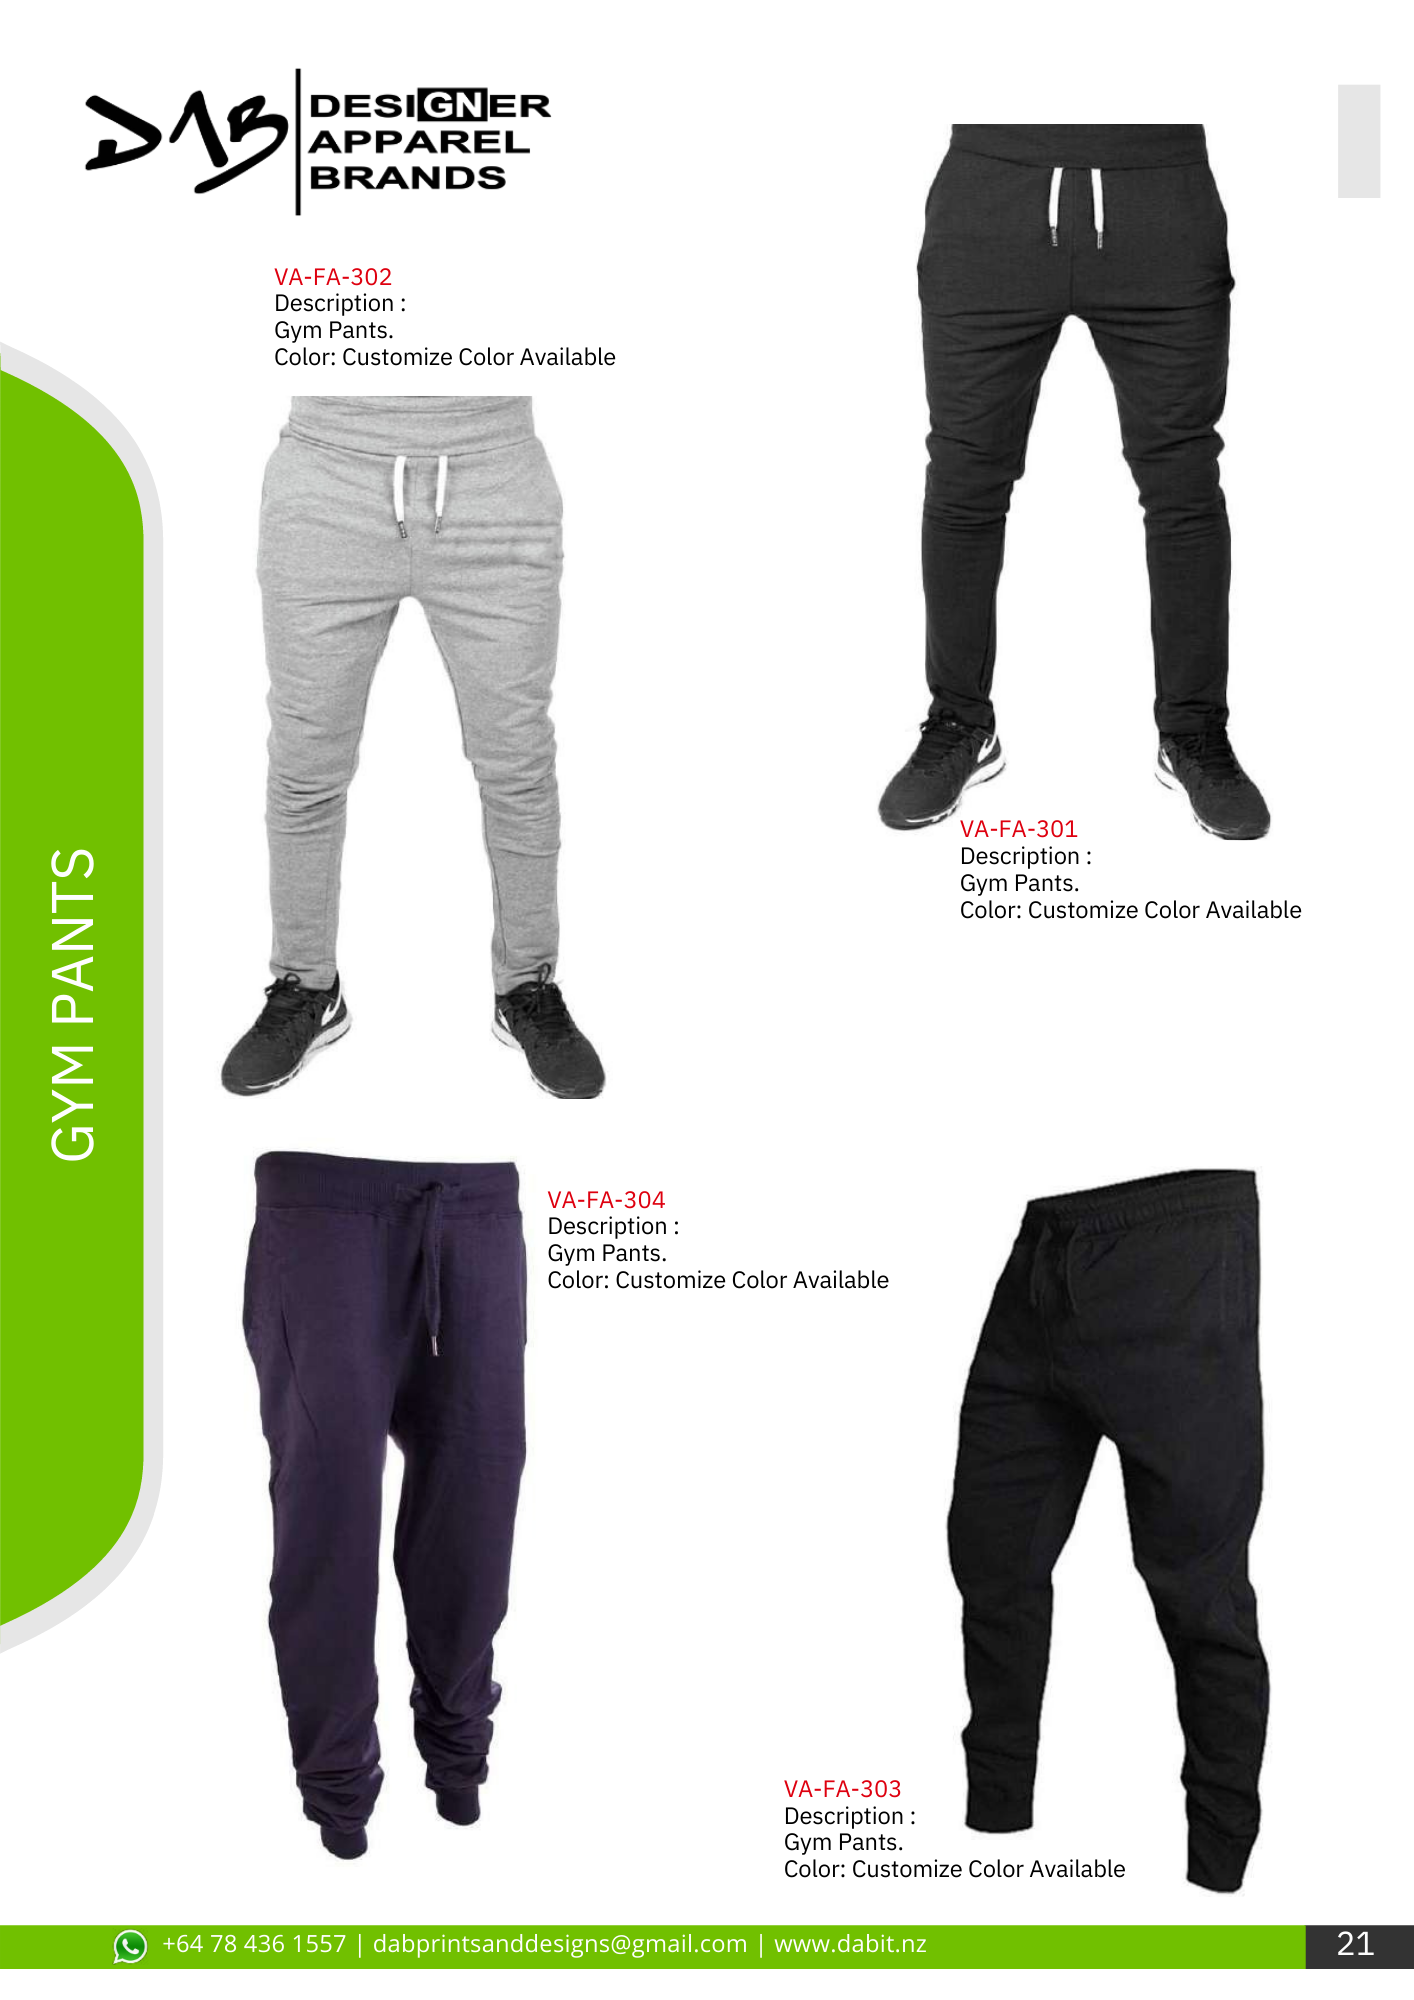 DAB
DESIGNER
APPAREL
BRANDS
VA-FA-302
Description :
Gym Pants.
Color: Customize Color Available
VA-FA-301
Description :
Gym Pants.
Color: Customize Color Available
GYM PANTS
VA-FA-304
Description :
Gym Pants.
Color: Customize Color Available
VA-FA-303
Description :
Gym Pants.
Color: Customize Color Available
+64 78 436 1557 | dabprintsanddesigns@gmail.com | www.dabit.nz
21